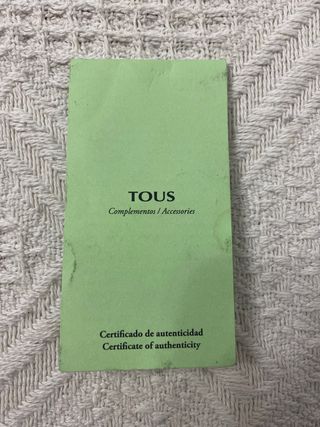 TOUS
Complementos / Accessories
Certificado de autenticidad
Certificate of authenticity